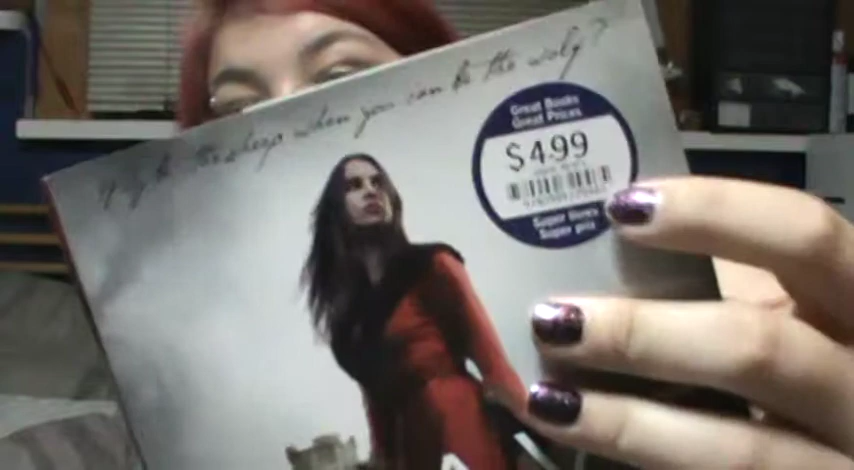 Why be the sheep when you can be the wolf?
Great Books
Great Prices
$4.99
Super livres
Super prix
A